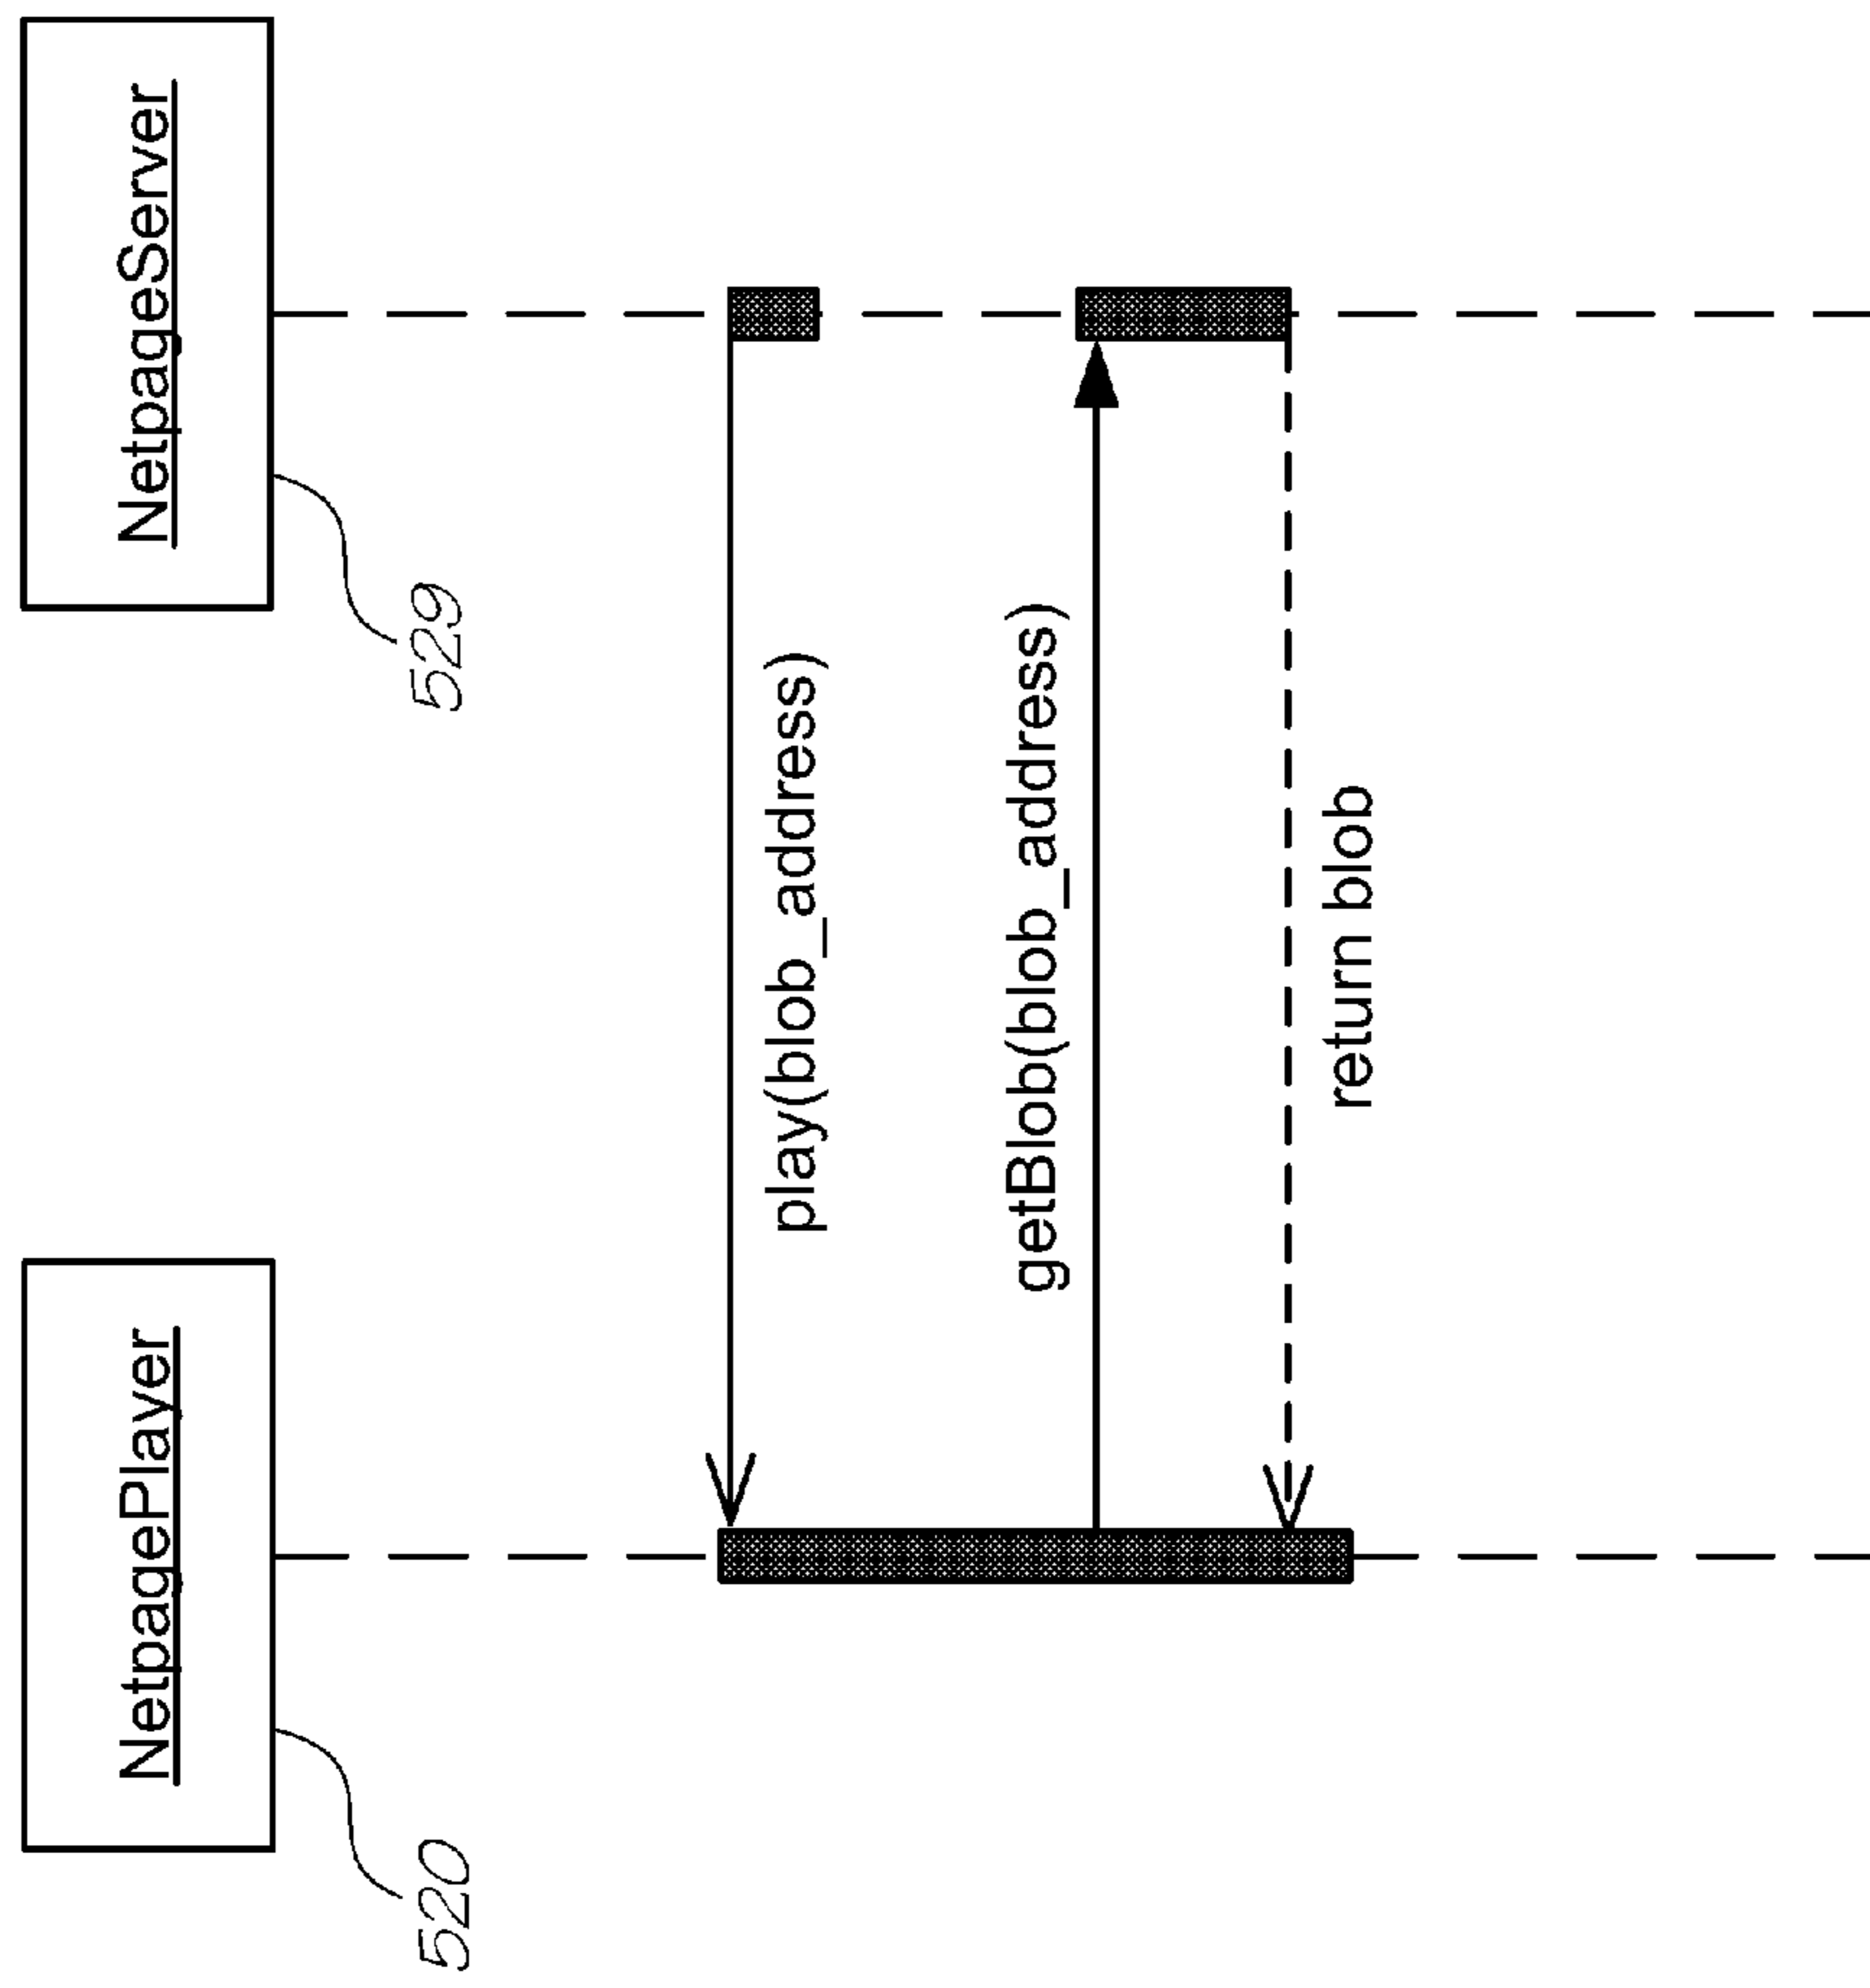 NetpagePlayer
NetpageServer
520
529
play(blob_address)
getBlob(blob_address)
return blob